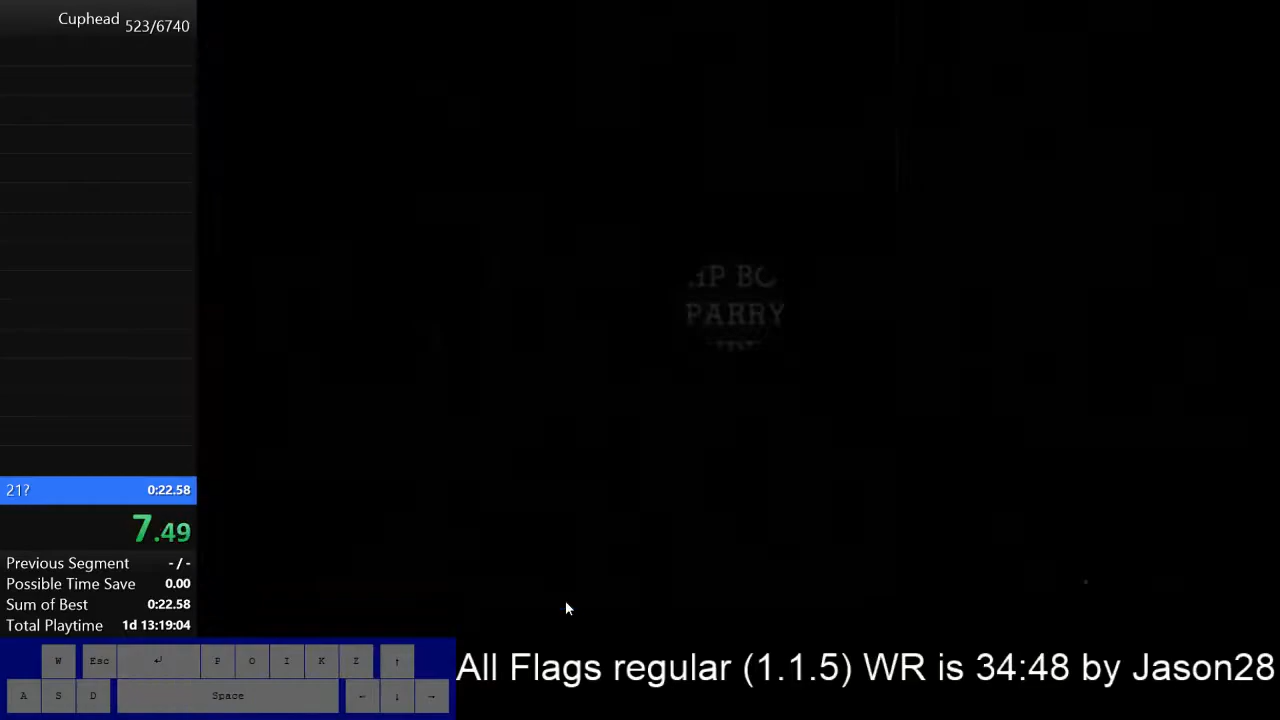 Cuphead 523/6740
PARRY
21? 0:22.58
7.49
Previous Segment - / -
Possible Time Save 0.00
Sum of Best 0:22.58
Total Playtime 1d 13:19:04
W Esc ↵ P O I K Z ↑
A S D Space ← ↓ →
All Flags regular (1.1.5) WR is 34:48 by Jason28